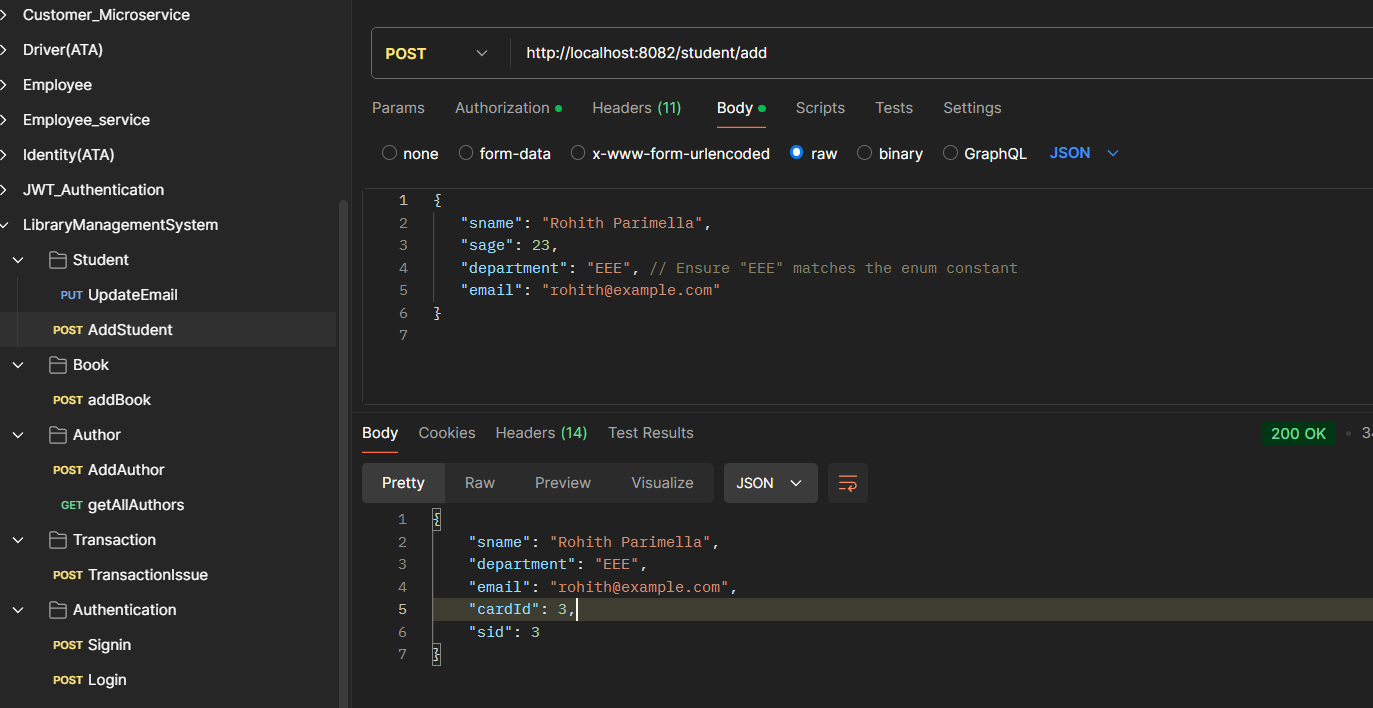 Customer_Microservice
Driver(ATA)
Employee
Employee_service
Identity(ATA)
JWT_Authentication
LibraryManagementSystem
Student
PUT UpdateEmail
POST AddStudent
Book
POST addBook
Author
POST AddAuthor
GET getAllAuthors
Transaction
POST TransactionIssue
Authentication
POST Signin
POST Login
POST http://localhost:8082/student/add
Params Authorization Headers (11) Body Scripts Tests Settings
none form-data x-www-form-urlencoded raw binary GraphQL JSON
1 {
2 "sname": "Rohith Parimella",
3 "sage": 23,
4 "department": "EEE", // Ensure "EEE" matches the enum constant
5 "email": "rohith@example.com"
6 }
7
Body Cookies Headers (14) Test Results 200 OK • 34
Pretty Raw Preview Visualize JSON
1 {
2 "sname": "Rohith Parimella",
3 "department": "EEE",
4 "email": "rohith@example.com",
5 "cardId": 3,
6 "sid": 3
7 }